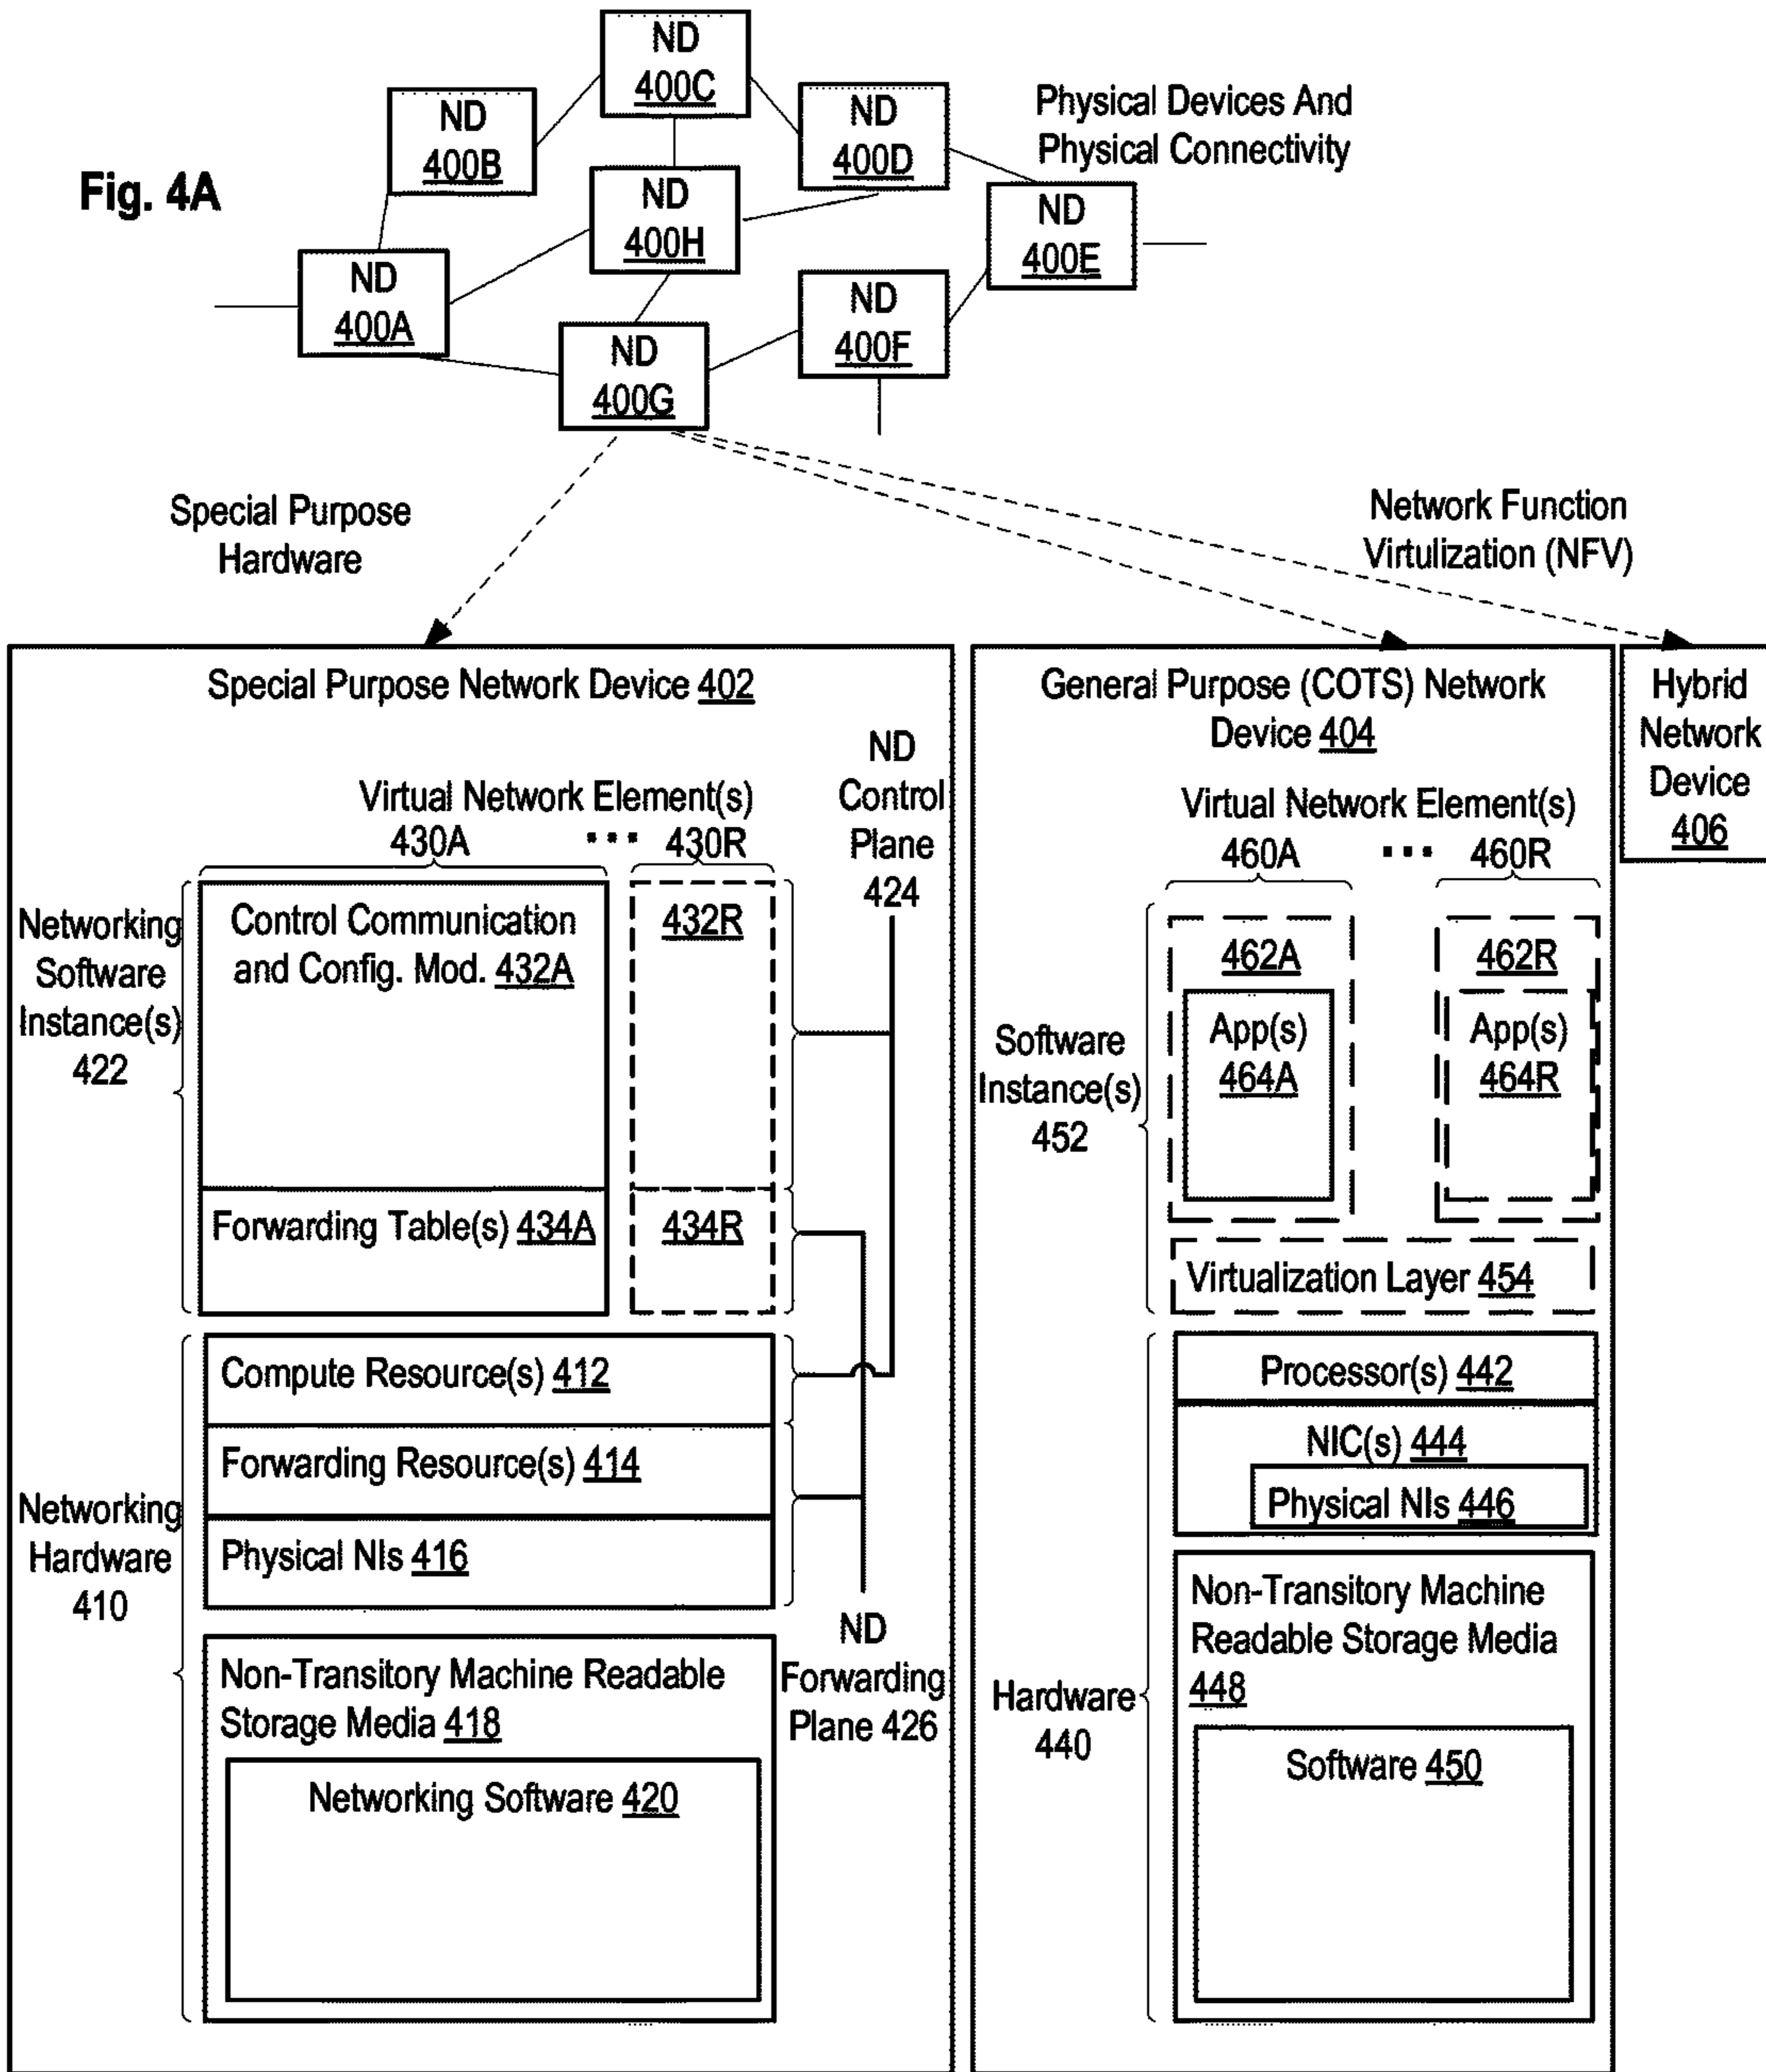 Fig. 4A
ND
400C
ND
400B
ND
400D
Physical Devices And
Physical Connectivity
ND
400H
ND
400E
ND
400A
ND
400F
ND
400G
Special Purpose
Hardware
Network Function
Virtulization (NFV)
Special Purpose Network Device 402
ND
Control
Plane
424
Virtual Network Element(s)
430A ••• 430R
Networking
Software
Instance(s)
422
Control Communication
and Config. Mod. 432A
432R
Forwarding Table(s) 434A
434R
Networking
Hardware
410
Compute Resource(s) 412
Forwarding Resource(s) 414
Physical NIs 416
ND
Forwarding
Plane 426
Non-Transitory Machine Readable
Storage Media 418
Networking Software 420
General Purpose (COTS) Network
Device 404
Virtual Network Element(s)
460A ••• 460R
Software
Instance(s)
452
462A
App(s)
464A
462R
App(s)
464R
Virtualization Layer 454
Hardware
440
Processor(s) 442
NIC(s) 444
Physical NIs 446
Non-Transitory Machine
Readable Storage Media
448
Software 450
Hybrid
Network
Device
406